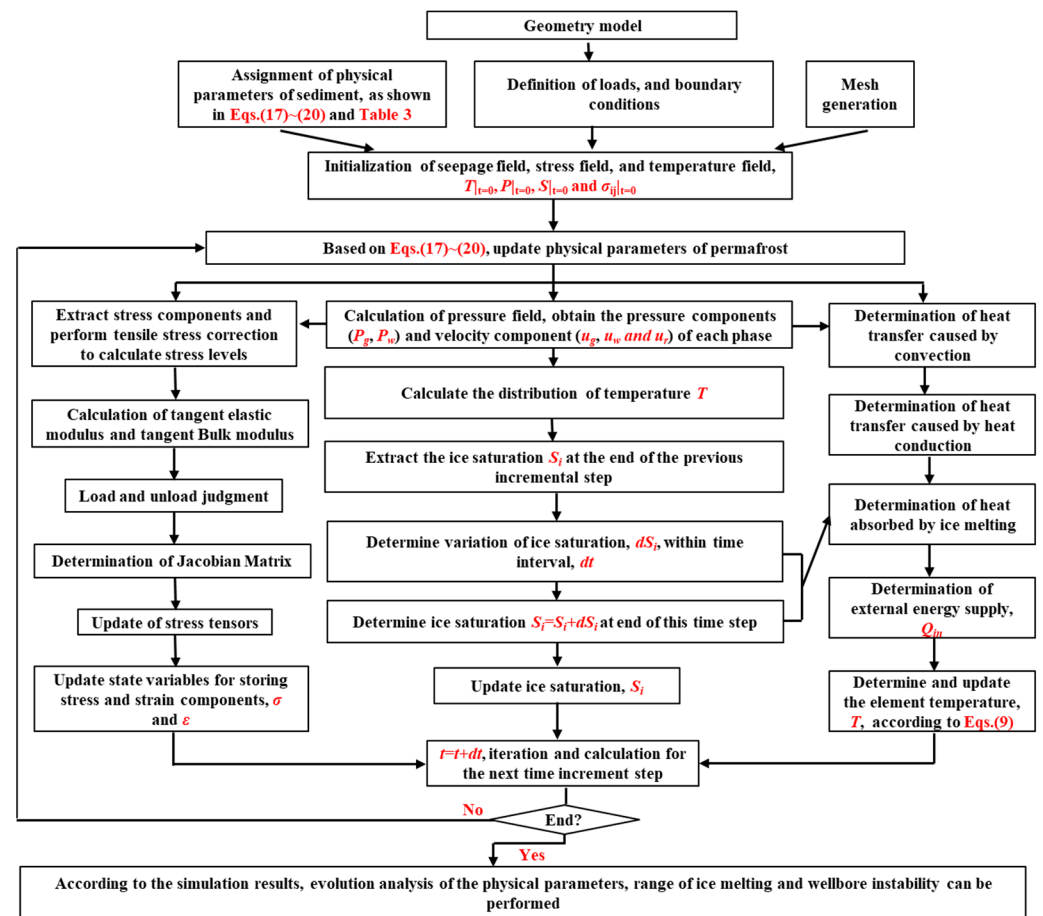 Geometry model
Assignment of physical
parameters of sediment, as shown
in Eqs.(17)~(20) and Table 3
Definition of loads, and boundary
conditions
Mesh
generation
Initialization of seepage field, stress field, and temperature field,
T|t=0, P|t=0, S|t=0 and σij|t=0
Based on Eqs.(17)~(20), update physical parameters of permafrost
Extract stress components and
perform tensile stress correction
to calculate stress levels
Calculation of tangent elastic
modulus and tangent Bulk modulus
Load and unload judgment
Determination of Jacobian Matrix
Update of stress tensors
Update state variables for storing
stress and strain components, σ
and ε
Calculation of pressure field, obtain the pressure components
(Pg, Pw) and velocity component (ug, uw and ur) of each phase
Calculate the distribution of temperature T
Extract the ice saturation Si at the end of the previous
incremental step
Determine variation of ice saturation, dSi, within time
interval, dt
Determine ice saturation Si=Si+dSi at end of this time step
Update ice saturation, Si
Determination of heat
transfer caused by
convection
Determination of heat
transfer caused by heat
conduction
Determination of heat
absorbed by ice melting
Determination of
external energy supply,
Qin
Determine and update
the element temperature,
T, according to Eqs.(9)
t=t+dt, iteration and calculation for
the next time increment step
No
End?
Yes
According to the simulation results, evolution analysis of the physical parameters, range of ice melting and wellbore instability can be
performed